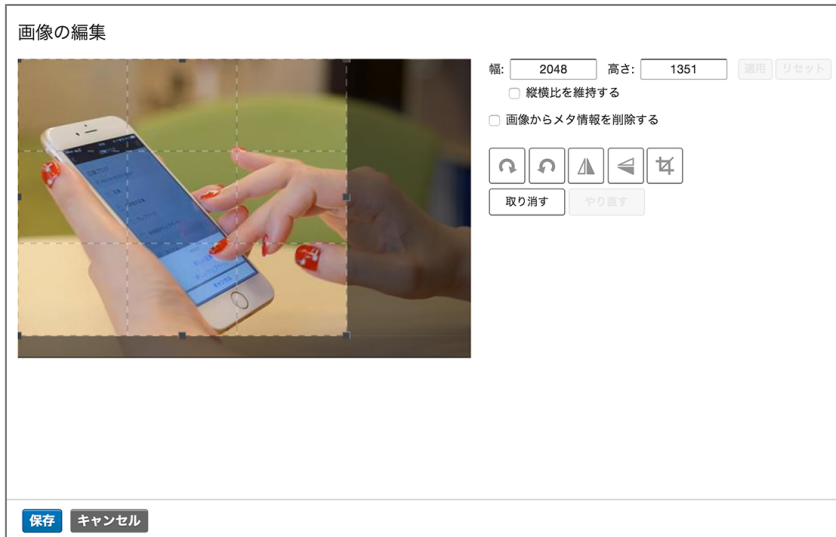 画像の編集
幅: 2048 高さ: 1351 適用 リセット
縦横比を維持する
画像からメタ情報を削除する
取り消す やり直す
保存 キャンセル